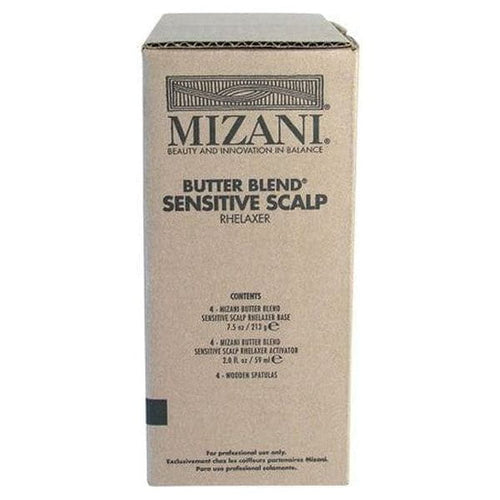 MIZANI®
BEAUTY AND INNOVATION IN BALANCE
BUTTER BLEND®
SENSITIVE SCALP
RHELAXER
CONTENTS
4 - MIZANI BUTTER BLEND
SENSITIVE SCALP RHELAXER BASE
7.5 oz / 213 g ℮
4 - MIZANI BUTTER BLEND
SENSITIVE SCALP RHELAXER ACTIVATOR
2.0 fl. oz / 59 ml ℮
4 - WOODEN SPATULAS
For professional use only.
Exclusivement chez les coiffeurs partenaires Mizani.
Para uso profesional solamente.